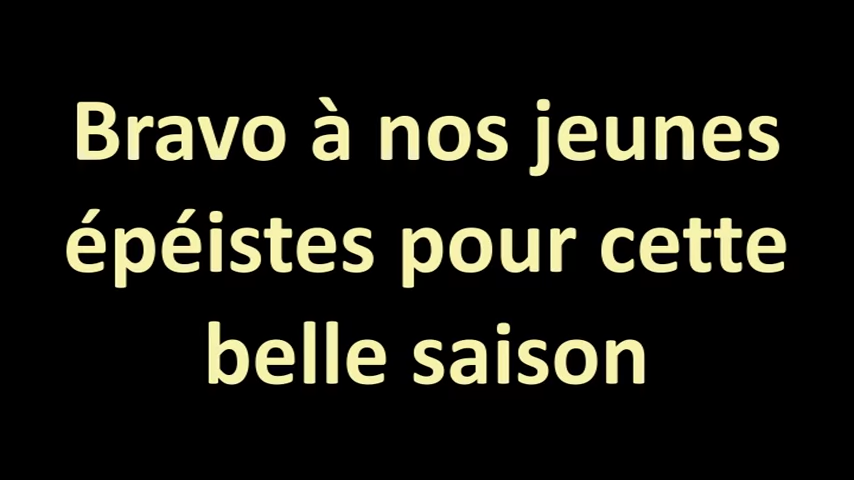 Bravo à nos jeunes
épéistes pour cette
belle saison